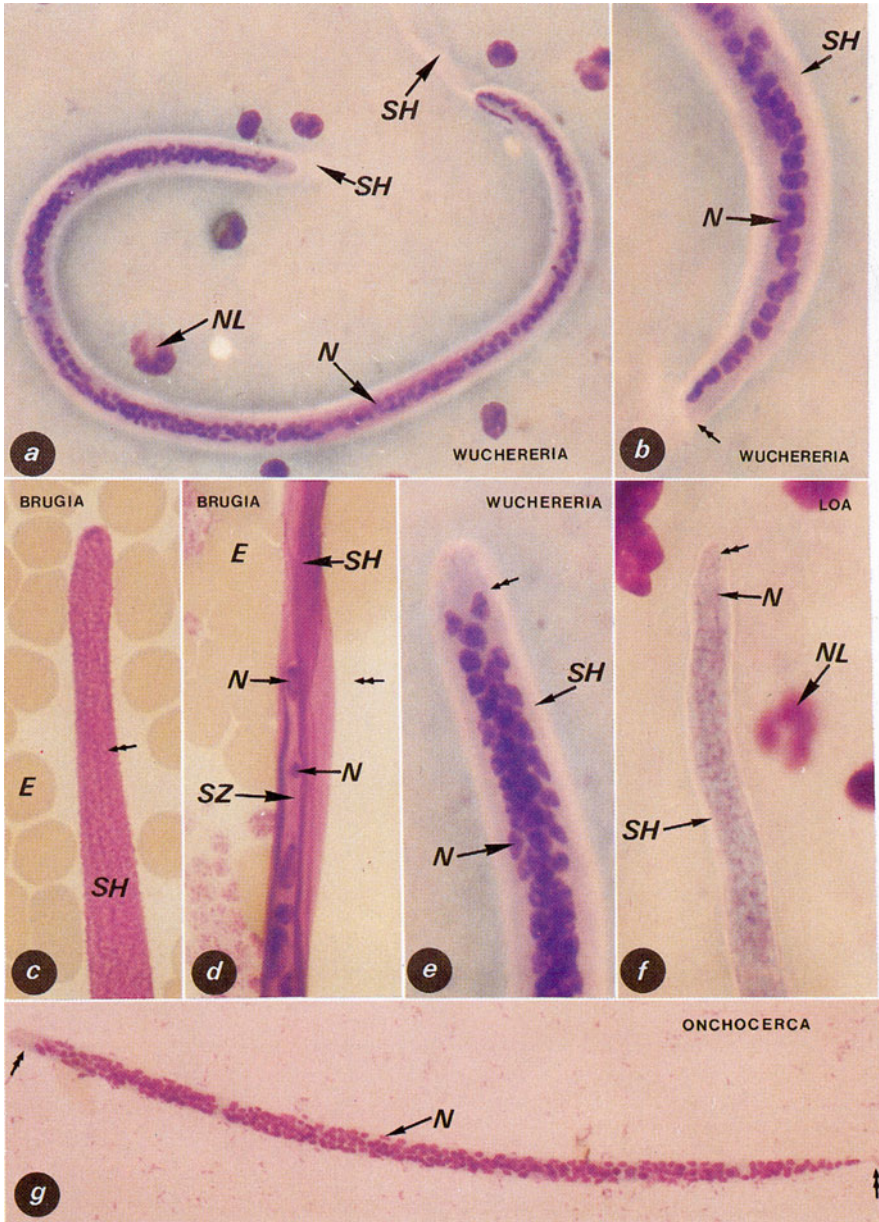 SH
SH
NL
N
a
WUCHERERIA
SH
N
b
WUCHERERIA
BRUGIA
E
SH
c
BRUGIA
E
SH
N
N
SZ
d
WUCHERERIA
SH
N
e
LOA
N
NL
SH
f
ONCHOCERCA
N
g